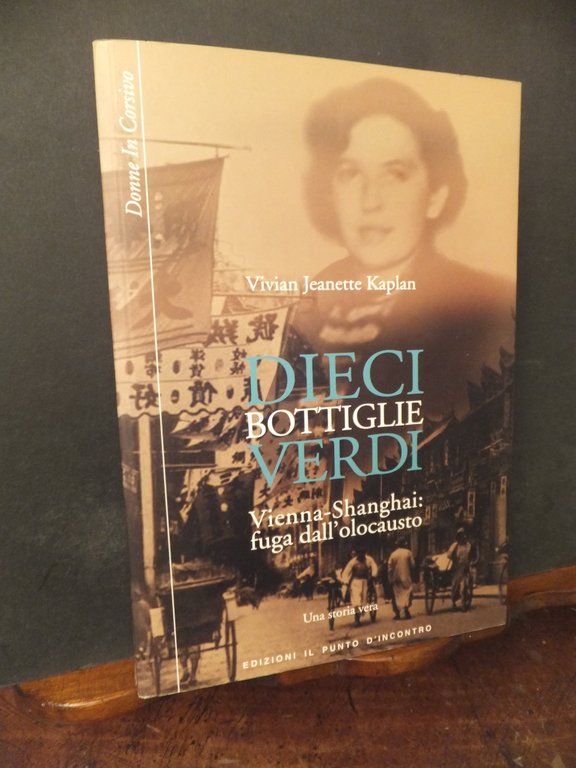 Donne In Corsivo
Vivian Jeanette Kaplan
DIECI
BOTTIGLIE
VERDI
Vienna-Shanghai:
fuga dall'olocausto
Una storia vera
EDIZIONI IL PUNTO D'INCONTRO